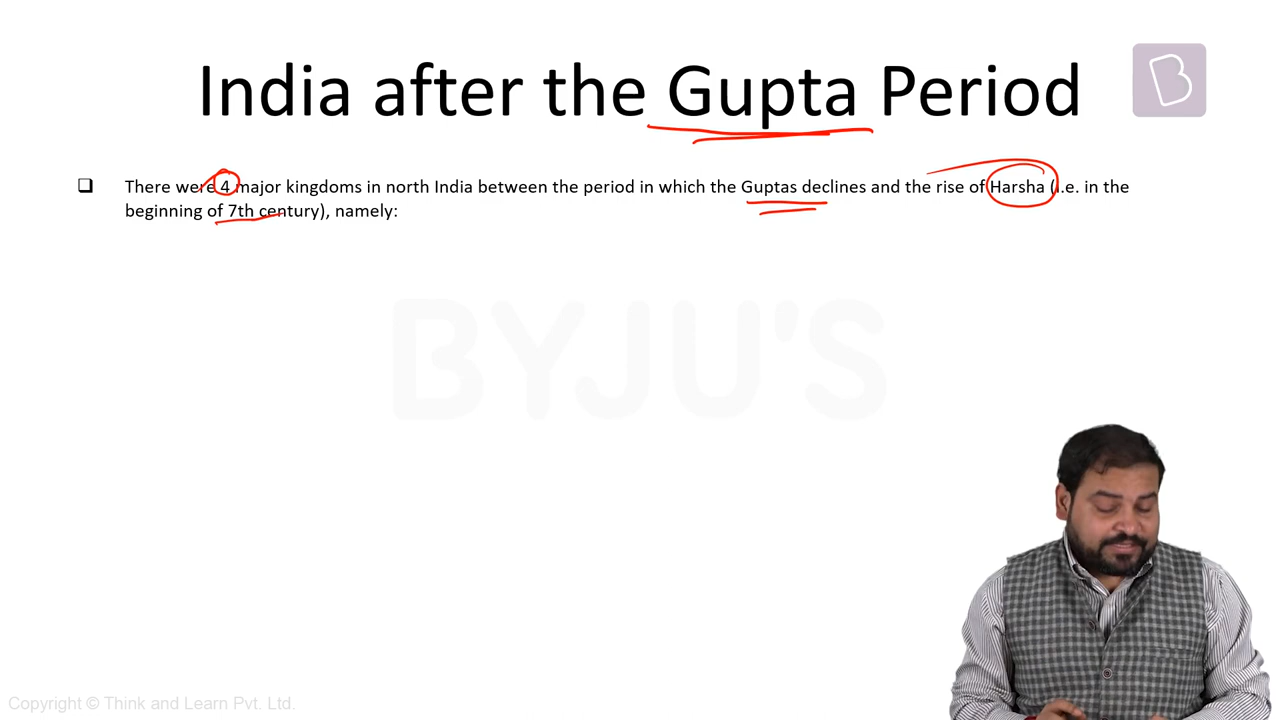 India after the Gupta Period
There were 4 major kingdoms in north India between the period in which the Guptas declines and the rise of Harsha (i.e. in the
beginning of 7th century), namely:
BYJU'S
Copyright © Think and Learn Pvt. Ltd.